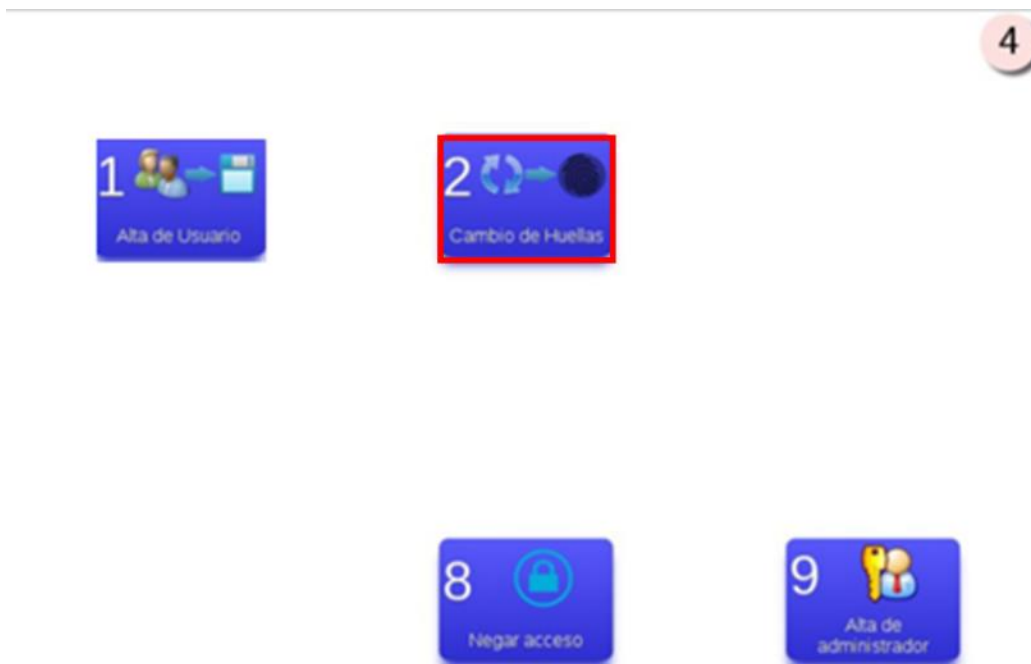 4
1
Alta de Usuario
2
Cambio de Huellas
8
Negar acceso
9
Alta de
administrador